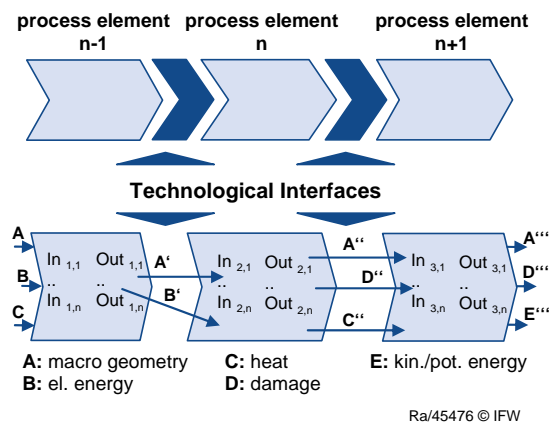 process element n-1
process element n
process element n+1
Technological Interfaces
A
B
C
In 1,1 Out 1,1
.. ..
In 1,n Out 1,n
A‘
B‘
In 2,1 Out 2,1
.. ..
In 2,n Out 2,n
A‘‘
D‘‘
C‘‘
In 3,1 Out 3,1
.. ..
In 3,n Out 3,n
A‘‘‘
D‘‘‘
E‘‘‘
A: macro geometry C: heat E: kin./pot. energy
B: el. energy D: damage
Ra/45476 © IFW